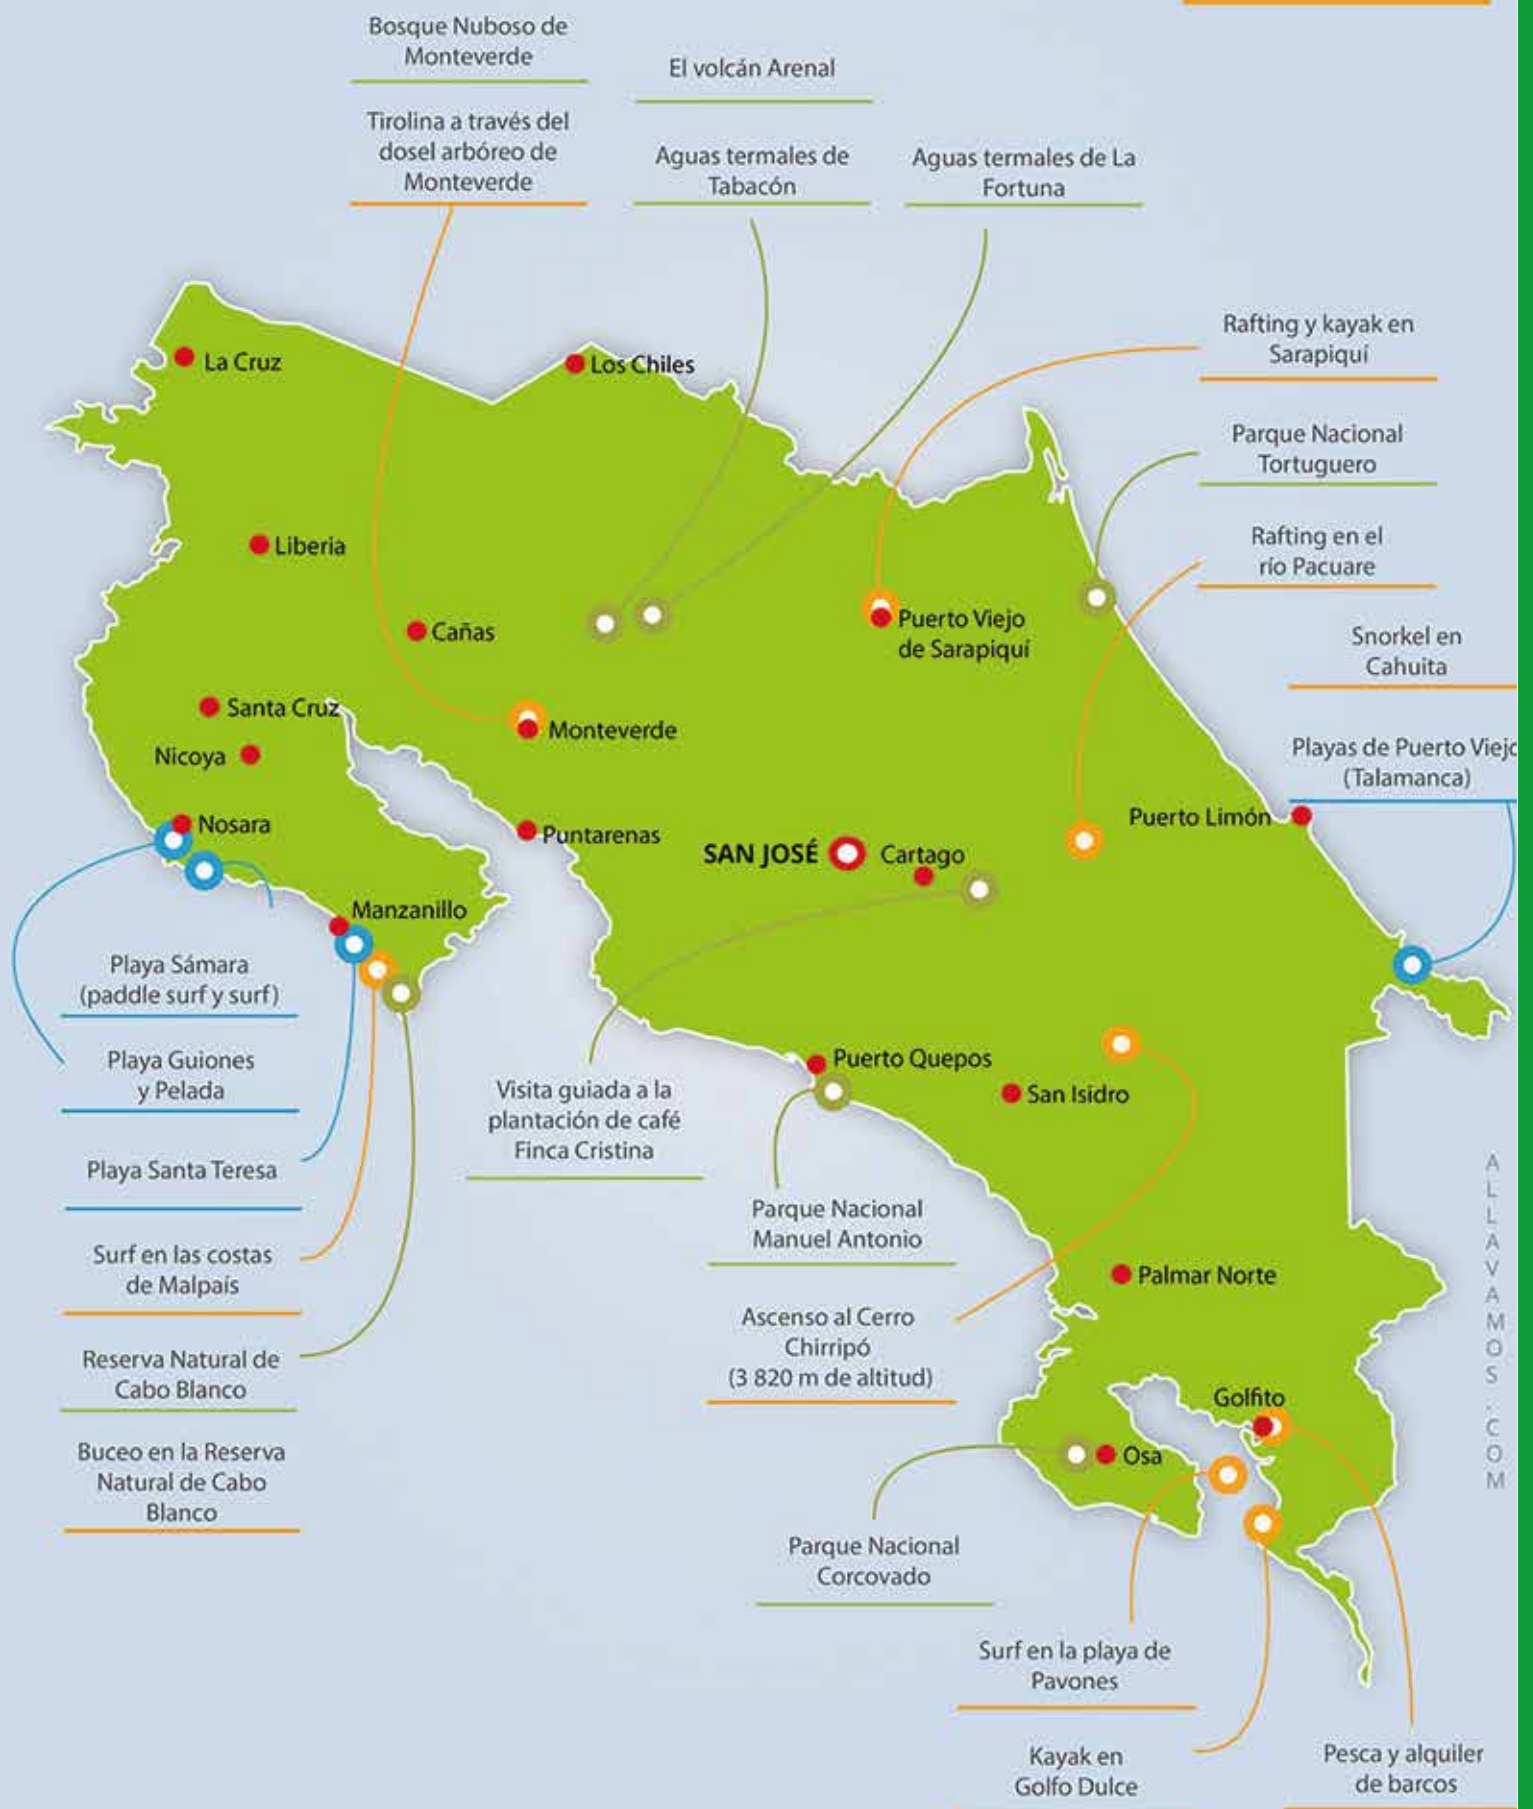 Bosque Nuboso de
Monteverde
El volcán Arenal
Tirolina a través del
dosel arbóreo de
Monteverde
Aguas termales de
Tabacón
Aguas termales de La
Fortuna
Rafting y kayak en
Sarapiquí
La Cruz
Los Chiles
Parque Nacional
Tortuguero
Liberia
Rafting en el
río Pacuare
Cañas
Puerto Viejo
de Sarapiquí
Snorkel en
Cahuita
Santa Cruz
Monteverde
Nicoya
Playas de Puerto Viejo
(Talamanca)
Nosara
Puntarenas
SAN JOSÉ
Cartago
Puerto Limón
Manzanillo
Playa Sámara
(paddle surf y surf)
Playa Guiones
y Pelada
Puerto Quepos
San Isidro
Visita guiada a la
plantación de café
Finca Cristina
Playa Santa Teresa
Parque Nacional
Manuel Antonio
Surf en las costas
de Malpaís
Palmar Norte
Ascenso al Cerro
Chirripó
(3 820 m de altitud)
Reserva Natural de
Cabo Blanco
Golfito
Osa
Buceo en la Reserva
Natural de Cabo
Blanco
Parque Nacional
Corcovado
Surf en la playa de
Pavones
Kayak en
Golfo Dulce
Pesca y alquiler
de barcos
ALLAVAMOS.COM